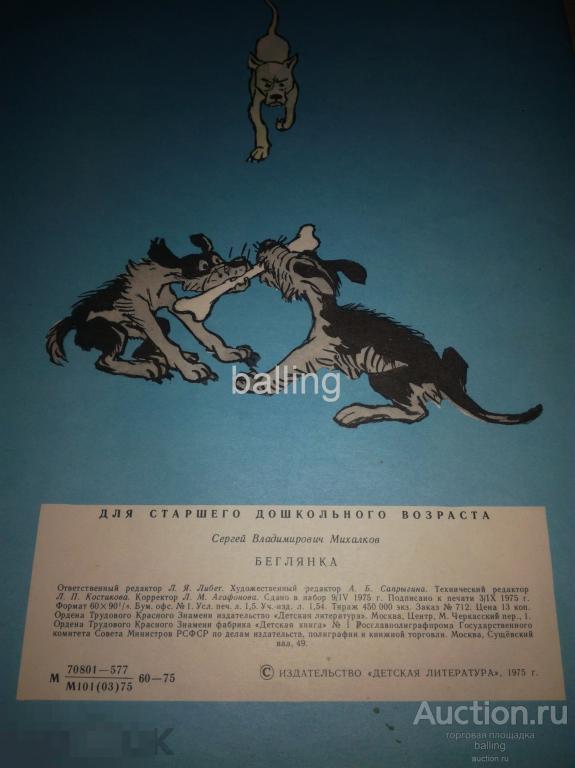 balling
ДЛЯ СТАРШЕГО ДОШКОЛЬНОГО ВОЗРАСТА
Сергей Владимирович Михалков
БЕГЛЯНКА
Ответственный редактор Л. Я. Либет. Художественный редактор А. Б. Сапрыгина. Технический редактор
Л. П. Костикова. Корректор Л. М. Агафонова. Сдано в набор 9/IV 1975 г. Подписано к печати 3/IX 1975 г.
Формат 60×90¹/₈. Бум. офс. № 1. Усл. печ. л. 1,5. Уч.-изд. л. 1,54. Тираж 450 000 экз. Заказ № 712. Цена 13 коп.
Ордена Трудового Красного Знамени издательство «Детская литература». Москва, Центр, М. Черкасский пер., 1.
Ордена Трудового Красного Знамени фабрика «Детская книга» № 1 Росглавполиграфпрома Государственного
комитета Совета Министров РСФСР по делам издательств, полиграфии и книжной торговли. Москва, Сущёвский
вал, 49.
М 70801—577 / М101(03)75 60—75
© ИЗДАТЕЛЬСТВО «ДЕТСКАЯ ЛИТЕРАТУРА», 1975 г.
Auction.ru
торговая площадка
balling
auction.ru